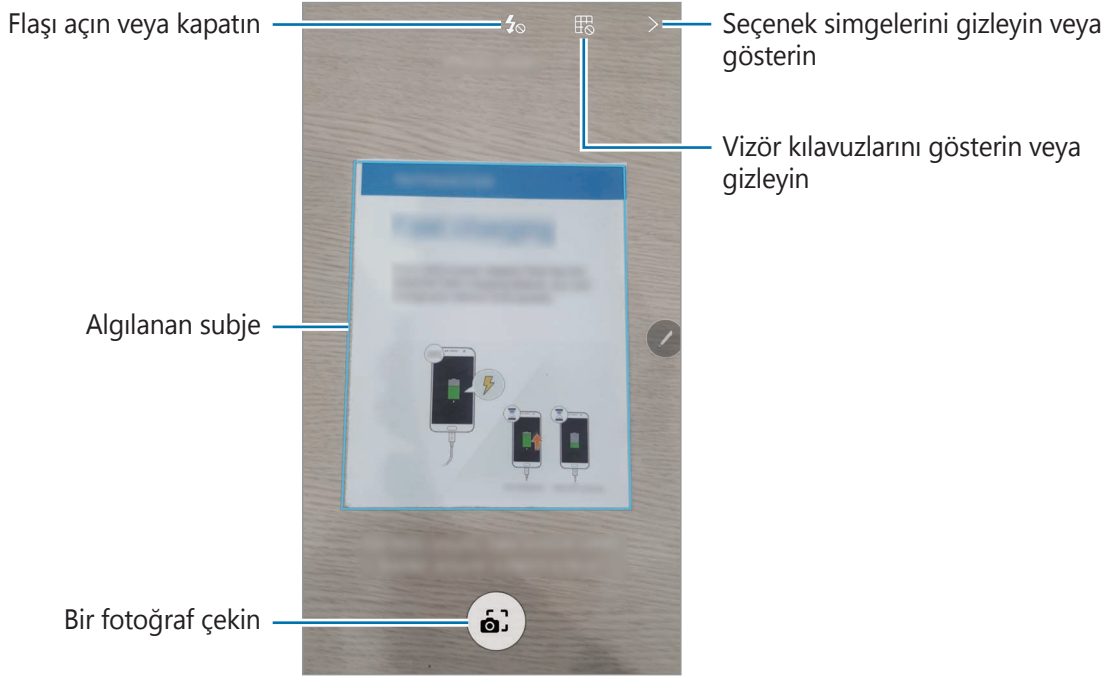 Flaşı açın veya kapatın
Seçenek simgelerini gizleyin veya
gösterin
Vizör kılavuzlarını gösterin veya
gizleyin
Algılanan subje
Bir fotoğraf çekin